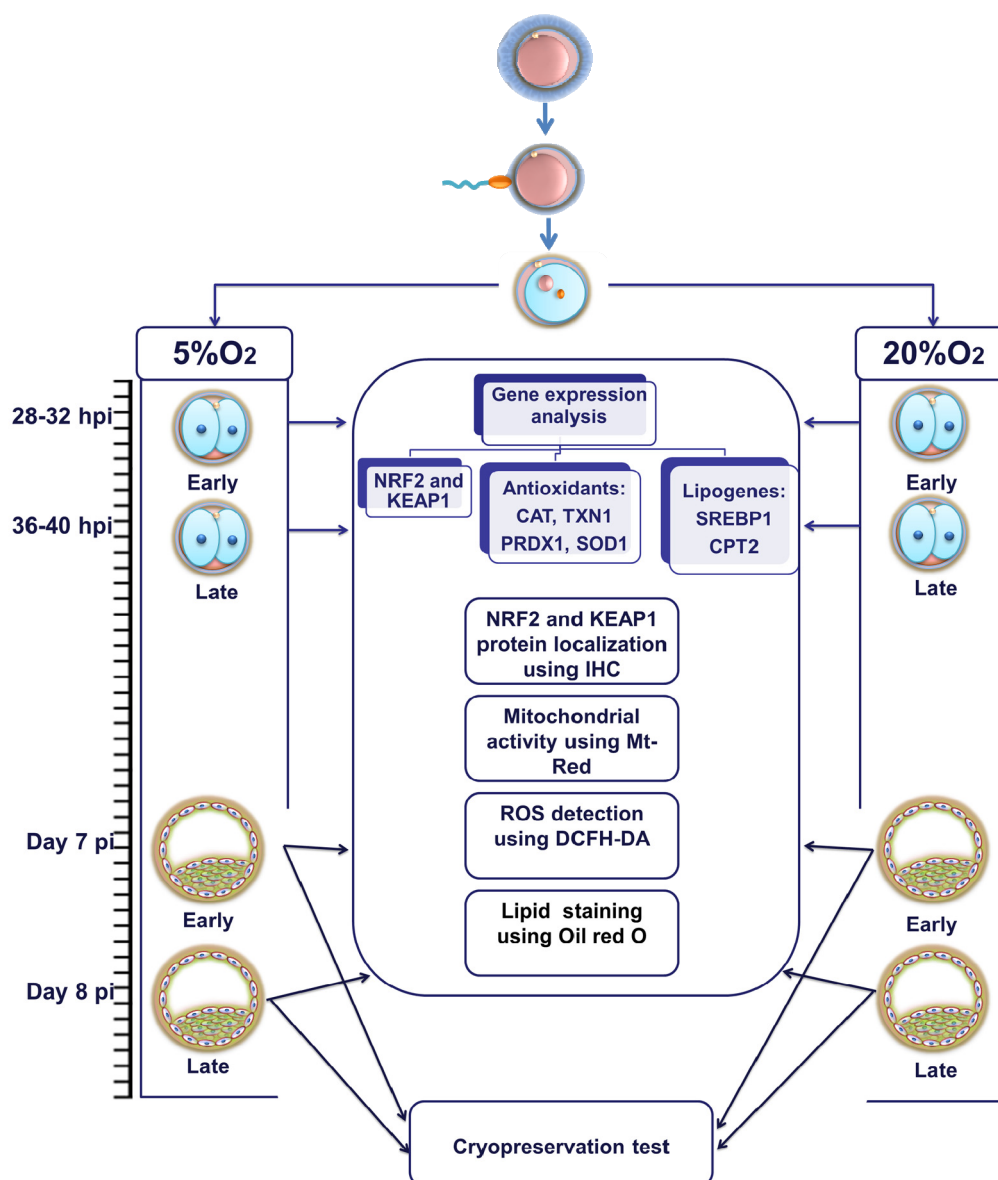 5%O2
20%O2
28-32 hpi
Early
Early
36-40 hpi
Late
Late
Gene expression
analysis
NRF2 and
KEAP1
Antioxidants:
CAT, TXN1
PRDX1, SOD1
Lipogenes:
SREBP1
CPT2
NRF2 and KEAP1
protein localization
using IHC
Mitochondrial
activity using Mt-
Red
ROS detection
using DCFH-DA
Lipid staining
using Oil red O
Day 7 pi
Early
Early
Day 8 pi
Late
Late
Cryopreservation test